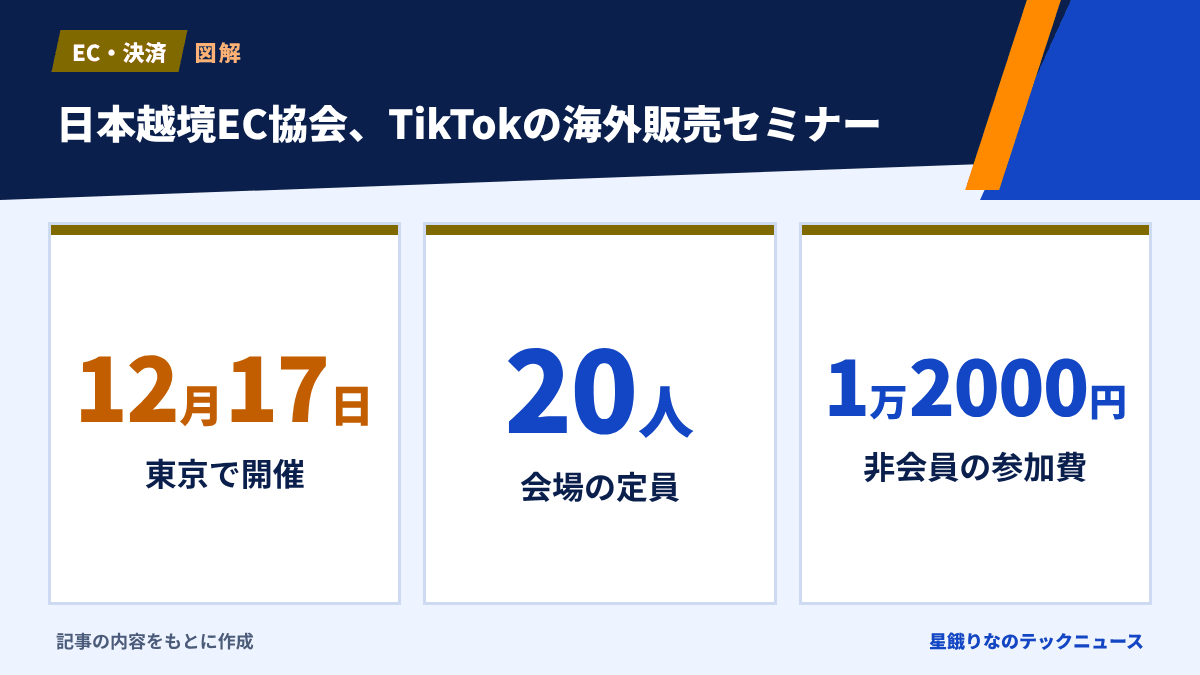 EC・決済 図解
日本越境EC協会、TikTokの海外販売セミナー
12月17日
東京で開催
20人
会場の定員
1万2000円
非会員の参加費
記事の内容をもとに作成
星餓りなのテックニュース